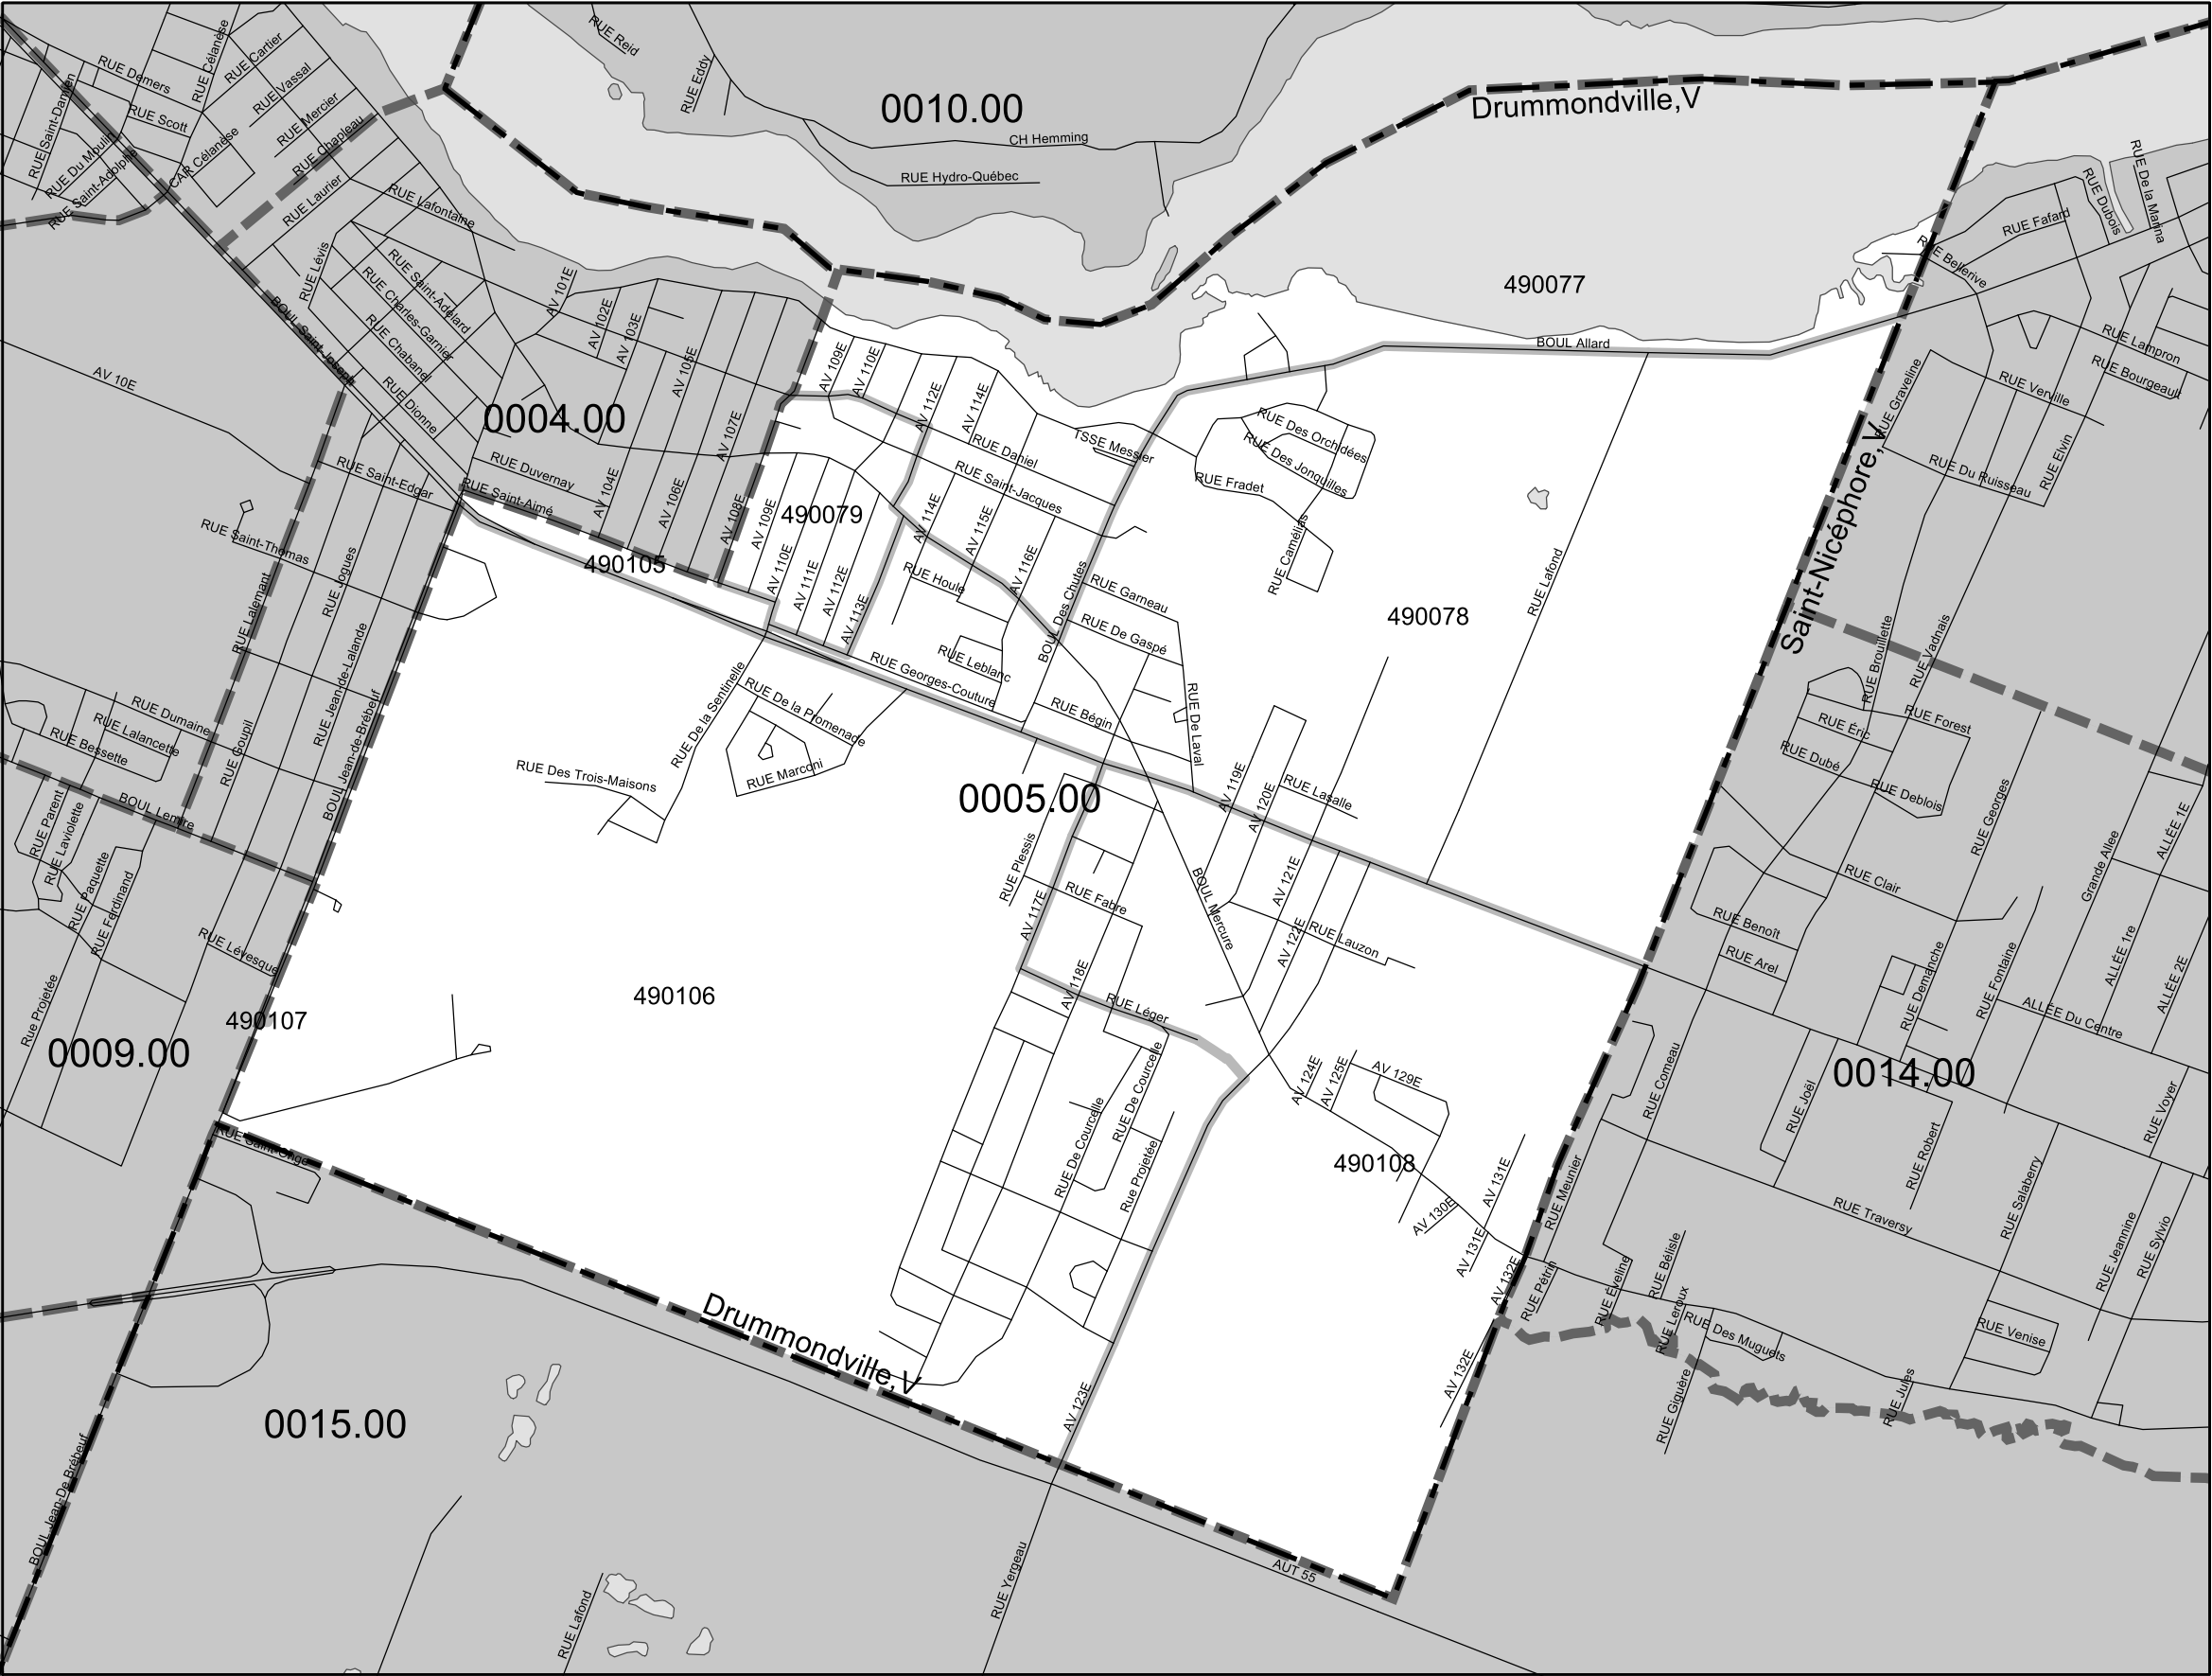 RUE Reid
RUE Eddy
0010.00
CH Hemming
RUE Hydro-Québec
Drummondville,V
490077
RUE Demers
RUE Célanèse
RUE Cartier
RUE Vassal
RUE Mercier
RUE Chapleau
RUE Scott
RUE Saint-Damien
RUE Du Moulin
RUE Saint-Adolphe
CAR Célanèse
RUE Laurier
RUE Lafontaine
RUE Lévis
RUE Saint-Adélard
RUE Charles-Garnier
RUE Chabanel
RUE Dionne
BOUL Saint-Joseph
AV 10E
AV 101E
AV 102E
AV 103E
AV 105E
AV 107E
0004.00
AV 104E
AV 106E
AV 108E
RUE Duvernay
RUE Saint-Aimé
RUE Saint-Edgar
RUE Saint-Thomas
RUE Jogues
RUE Lalemant
RUE Jean-de-Lalande
BOUL Jean-de-Brébeuf
RUE Goupil
RUE Dumaine
RUE Lalancette
RUE Bessette
BOUL Lemire
RUE Parent
RUE Laviolette
RUE Paquette
RUE Ferdinand
RUE Lévesque
Rue Projetée
0009.00
490107
490105
490079
AV 109E
AV 110E
AV 112E
AV 114E
AV 109E
AV 110E
AV 111E
AV 112E
AV 113E
AV 114E
AV 115E
AV 116E
RUE Daniel
RUE Saint-Jacques
TSSE Messier
RUE Houle
RUE Leblanc
RUE Georges-Couture
BOUL Des Chutes
RUE Garneau
RUE De Gaspé
RUE Bégin
RUE De Laval
BOUL Allard
RUE Des Orchidées
RUE Des Jonquilles
RUE Fradet
RUE Camélias
RUE Lafond
490078
RUE De la Sentinelle
RUE De la Promenade
RUE Marconi
RUE Des Trois-Maisons
0005.00
490106
AV 119E
AV 120E
RUE Lasalle
AV 121E
AV 122E
RUE Lauzon
BOUL Mercure
RUE Plessis
RUE Fabre
AV 117E
AV 118E
RUE Léger
RUE De Courcelle
RUE De Courcelle
Rue Projetée
AV 123E
AV 124E
AV 125E
AV 129E
490108
AV 130E
AV 131E
AV 131E
AV 132E
AV 132E
Saint-Nicéphore,V
RUE Bellerive
RUE Fafard
RUE Dubois
RUE De la Marina
RUE Lampron
RUE Bourgeault
RUE Verville
RUE Graveline
RUE Du Ruisseau
RUE Elvin
RUE Brouillette
RUE Vadnais
RUE Éric
RUE Forest
RUE Dubé
RUE Deblois
RUE Georges
RUE Clair
RUE Benoît
RUE Arel
Grande Allee
ALLÉE 1E
ALLÉE 1re
ALLÉE 2E
RUE Demanche
RUE Fontaine
ALLÉE Du Centre
0014.00
RUE Comeau
RUE Joël
RUE Robert
RUE Voyer
RUE Meunier
RUE Traversy
RUE Salaberry
RUE Jeannine
RUE Sylvio
RUE Pétrin
RUE Éveline
RUE Bélisle
RUE Leroux
RUE Des Muguets
RUE Giguère
RUE Venise
RUE Jules
RUE Saint-Onge
Drummondville,V
0015.00
BOUL Jean-De Brébeuf
RUE Lafond
RUE Yergeau
AUT 55